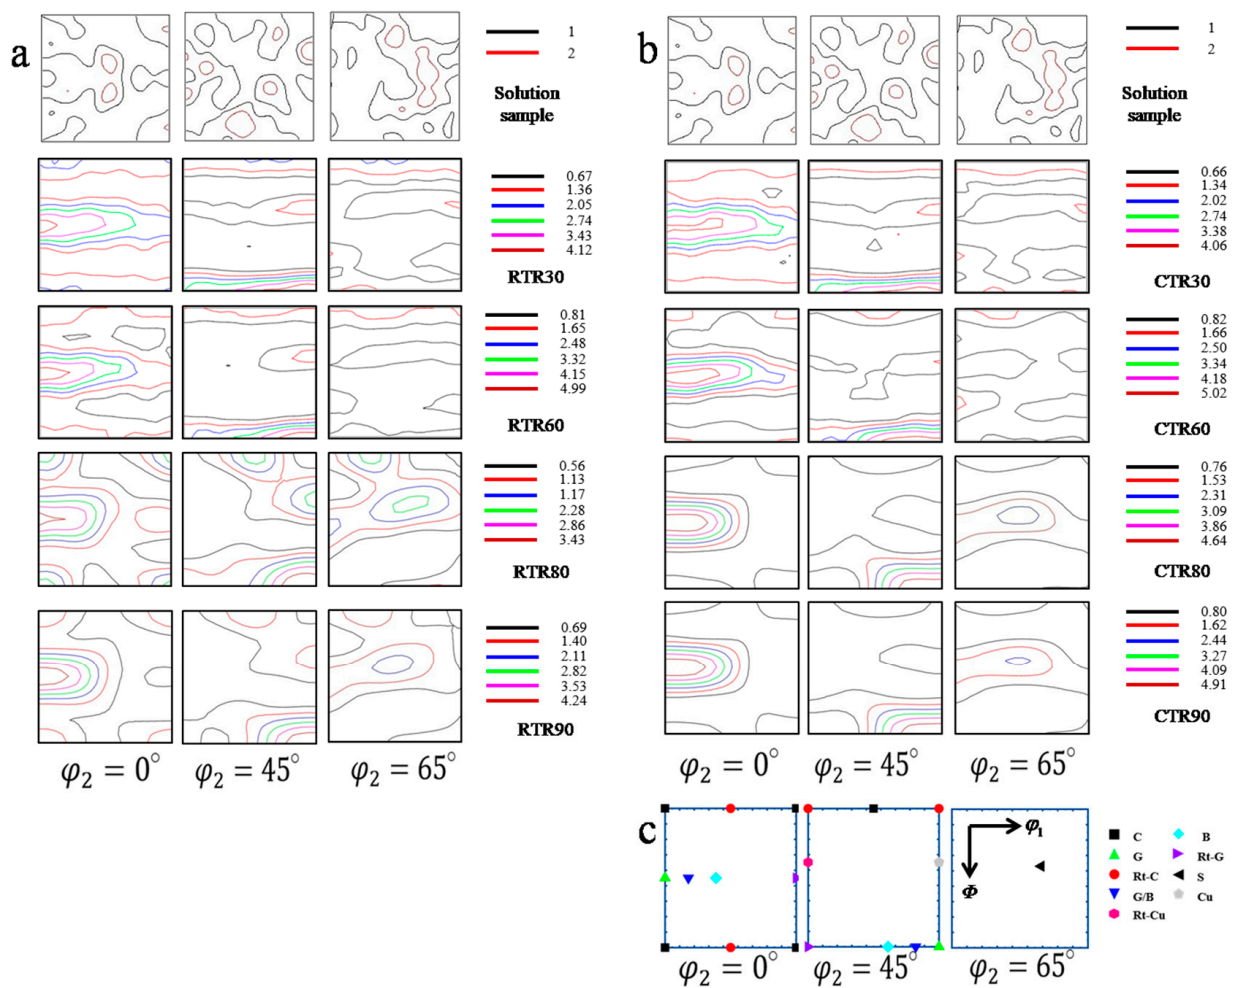 a
1
2
Solution
sample
0.67
1.36
2.05
2.74
3.43
4.12
RTR30
0.81
1.65
2.48
3.32
4.15
4.99
RTR60
0.56
1.13
1.17
2.28
2.86
3.43
RTR80
0.69
1.40
2.11
2.82
3.53
4.24
RTR90
φ₂ = 0° φ₂ = 45° φ₂ = 65°
b
1
2
Solution
sample
0.66
1.34
2.02
2.74
3.38
4.06
CTR30
0.82
1.66
2.50
3.34
4.18
5.02
CTR60
0.76
1.53
2.31
3.09
3.86
4.64
CTR80
0.80
1.62
2.44
3.27
4.09
4.91
CTR90
φ₂ = 0° φ₂ = 45° φ₂ = 65°
c
φ₁
Φ
C B
G Rt-G
Rt-C S
G/B Cu
Rt-Cu
φ₂ = 0° φ₂ = 45° φ₂ = 65°